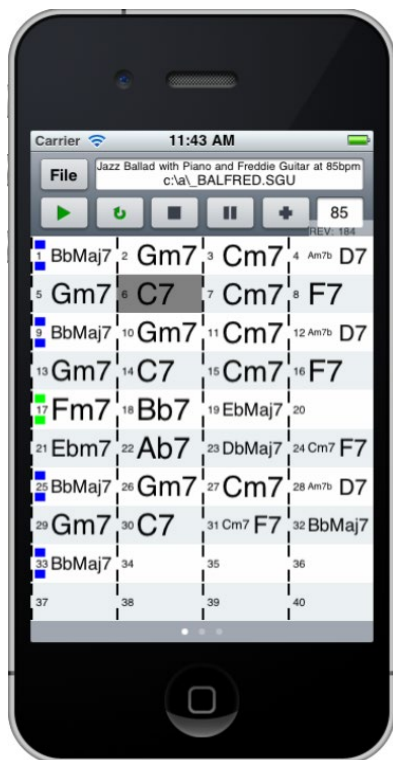 Carrier 11:43 AM
File
Jazz Ballad with Piano and Freddie Guitar at 85bpm
c:\a\_BALFRED.SGU
85
REV: 184
1 BbMaj7 2 Gm7 3 Cm7 4 Am7b D7
5 Gm7 6 C7 7 Cm7 8 F7
9 BbMaj7 10 Gm7 11 Cm7 12 Am7b D7
13 Gm7 14 C7 15 Cm7 16 F7
17 Fm7 18 Bb7 19 EbMaj7 20
21 Ebm7 22 Ab7 23 DbMaj7 24 Cm7 F7
25 BbMaj7 26 Gm7 27 Cm7 28 Am7b D7
29 Gm7 30 C7 31 Cm7 F7 32 BbMaj7
33 BbMaj7 34 35 36
37 38 39 40